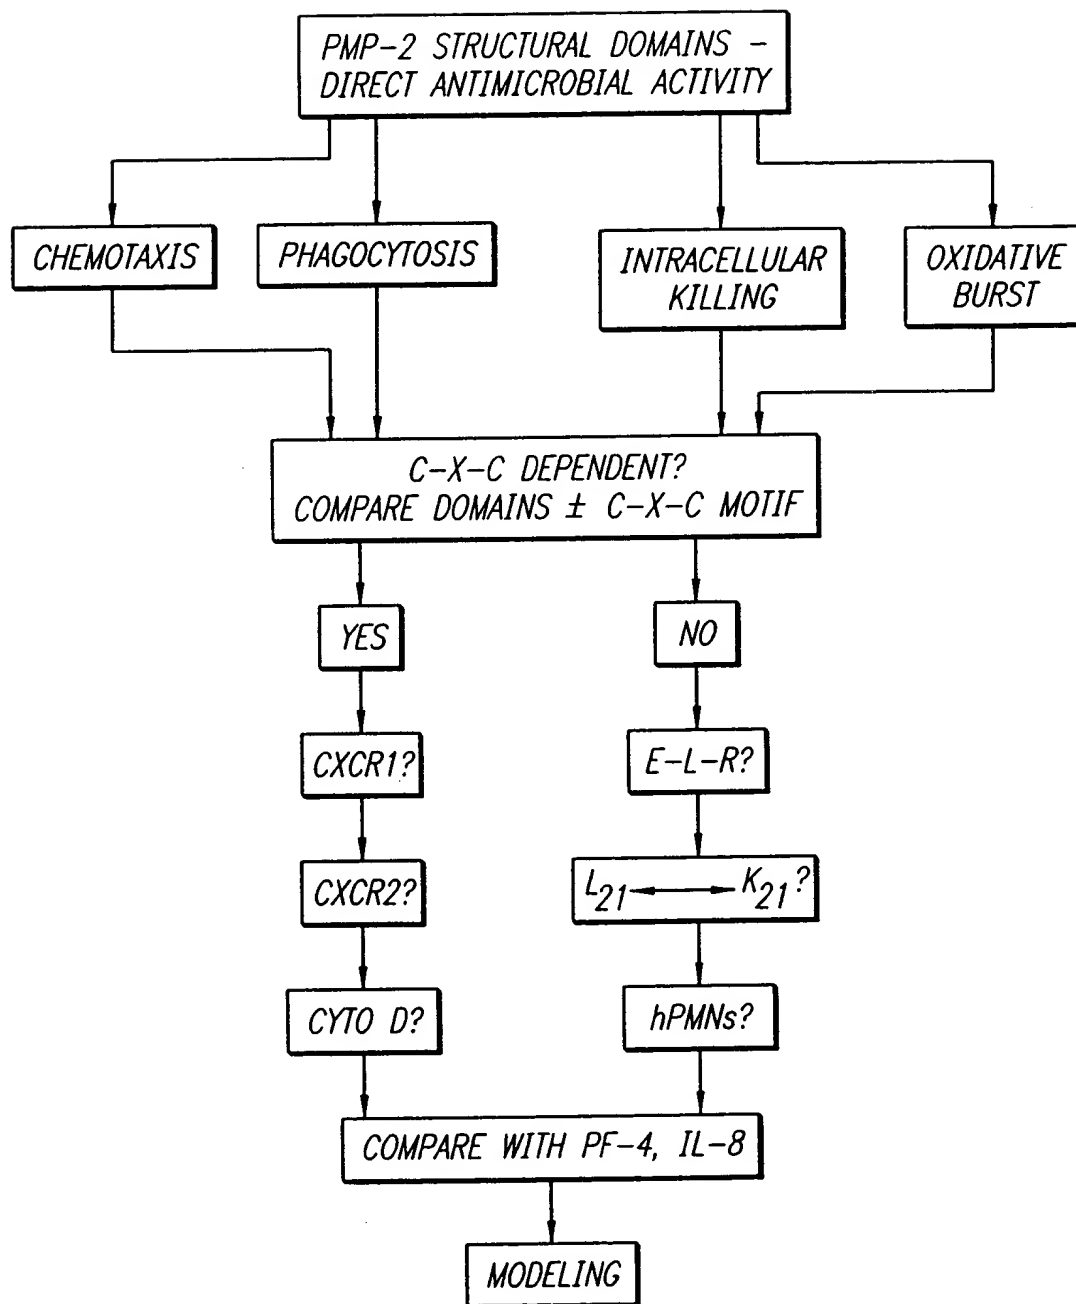 PMP-2 STRUCTURAL DOMAINS -
DIRECT ANTIMICROBIAL ACTIVITY
CHEMOTAXIS
PHAGOCYTOSIS
INTRACELLULAR
KILLING
OXIDATIVE
BURST
C-X-C DEPENDENT?
COMPARE DOMAINS ± C-X-C MOTIF
YES
NO
CXCR1?
E-L-R?
CXCR2?
L21 ↔ K21?
CYTO D?
hPMNs?
COMPARE WITH PF-4, IL-8
MODELING